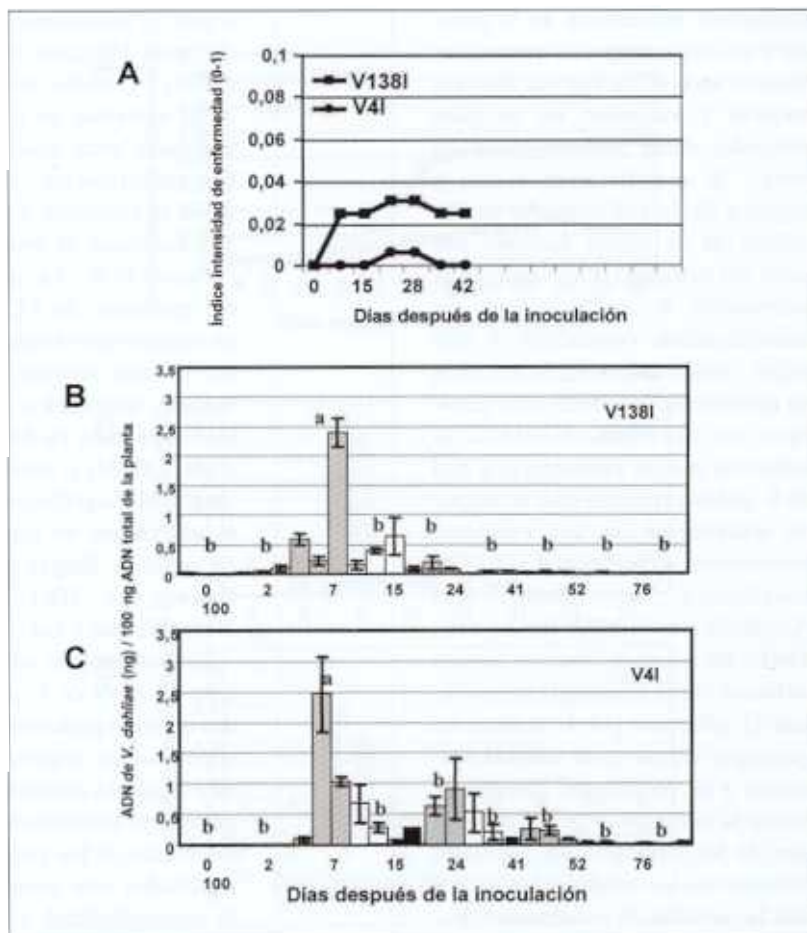 A
Índice intensidad de enfermedad (0-1)
0,1
0,08
0,06
0,04
0,02
0
V138I
V4I
0 15 28 42
Días después de la inoculación
ADN de V. dahliae (ng) / 100 ng ADN total de la planta
B
3,5
3
2,5
2
1,5
1
0,5
0
V138I
a
b b b b b b b b
0 2 7 15 24 41 52 76
100
C
3,5
3
2,5
2
1,5
1
0,5
0
V4I
a
b b b b b b b b
0 2 7 15 24 41 52 76
100
Días después de la inoculación